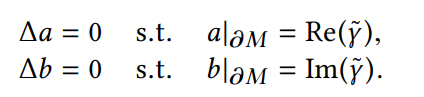 Δa = 0 s.t. a|∂M = Re(γ̃),
Δb = 0 s.t. b|∂M = Im(γ̃).